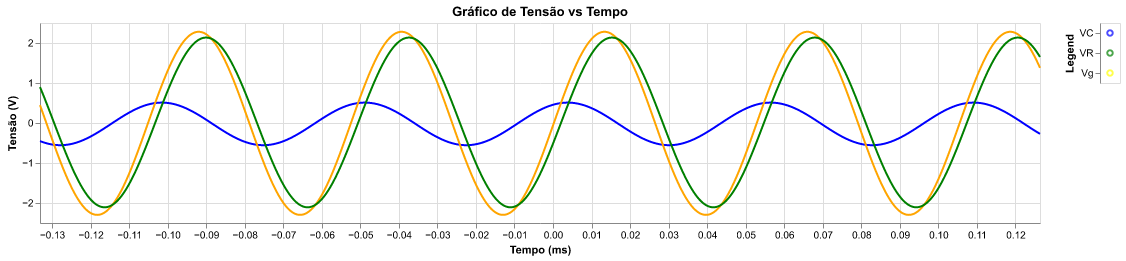 Gráfico de Tensão vs Tempo
Tensão (V)
2
1
0
−1
−2
−0.13 −0.12 −0.11 −0.10 −0.09 −0.08 −0.07 −0.06 −0.05 −0.04 −0.03 −0.02 −0.01 0.00 0.01 0.02 0.03 0.04 0.05 0.06 0.07 0.08 0.09 0.10 0.11 0.12
Tempo (ms)
Legend
VC
VR
Vg